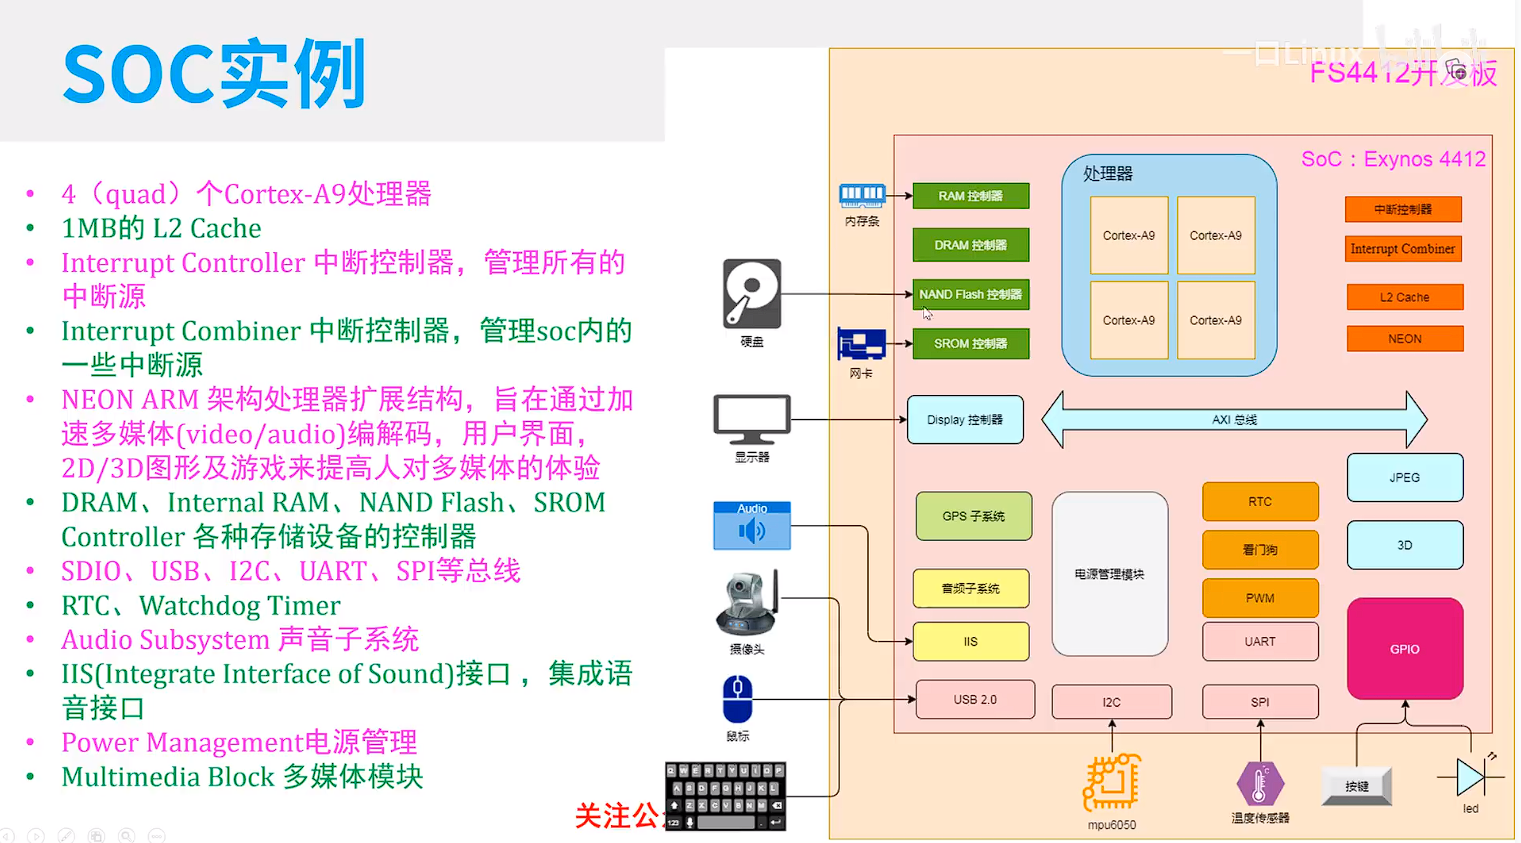 SOC实例
一口Linux
bilibili
FS4412开发板
• 4（quad）个Cortex-A9处理器
• 1MB的 L2 Cache
• Interrupt Controller 中断控制器，管理所有的
中断源
• Interrupt Combiner 中断控制器，管理soc内的
一些中断源
• NEON ARM 架构处理器扩展结构，旨在通过加
速多媒体(video/audio)编解码，用户界面，
2D/3D图形及游戏来提高人对多媒体的体验
• DRAM、Internal RAM、NAND Flash、SROM
Controller 各种存储设备的控制器
• SDIO、USB、I2C、UART、SPI等总线
• RTC、Watchdog Timer
• Audio Subsystem 声音子系统
• IIS(Integrate Interface of Sound)接口 ，集成语
音接口
• Power Management电源管理
• Multimedia Block 多媒体模块
关注公
SoC：Exynos 4412
内存条
硬盘
网卡
显示器
Audio
摄像头
鼠标
Q W E R T Y U I O P
A S D F G H J K L
Z X C V B N M
123
RAM 控制器
DRAM 控制器
NAND Flash 控制器
SROM 控制器
Display 控制器
处理器
Cortex-A9
Cortex-A9
Cortex-A9
Cortex-A9
中断控制器
Interrupt Combiner
L2 Cache
NEON
AXI 总线
GPS 子系统
音频子系统
IIS
USB 2.0
电源管理模块
I2C
RTC
看门狗
PWM
UART
SPI
JPEG
3D
GPIO
mpu6050
°C
温度传感器
按键
led